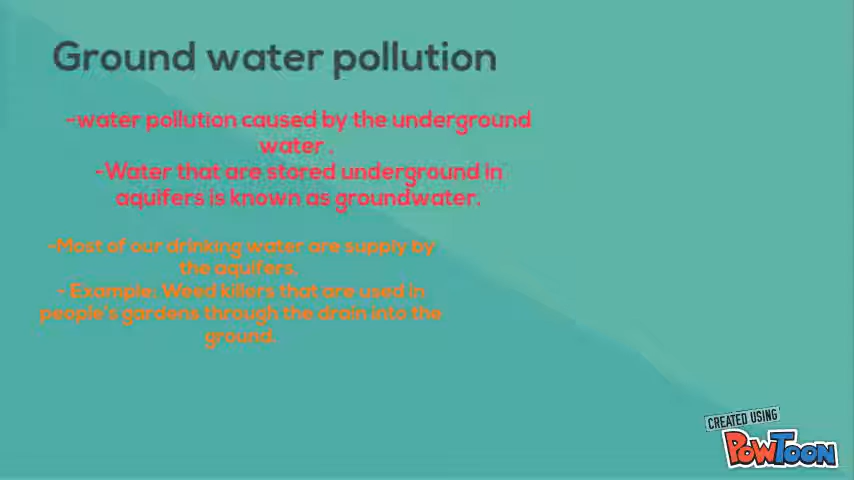 Ground water pollution
-water pollution caused by the underground
water .
-Water that are stored underground in
aquifers is known as groundwater.
-Most of our drinking water are supply by
the aquifers.
- Example: Weed killers that are used in
people's gardens through the drain into the
ground.
CREATED USING
POWTOON